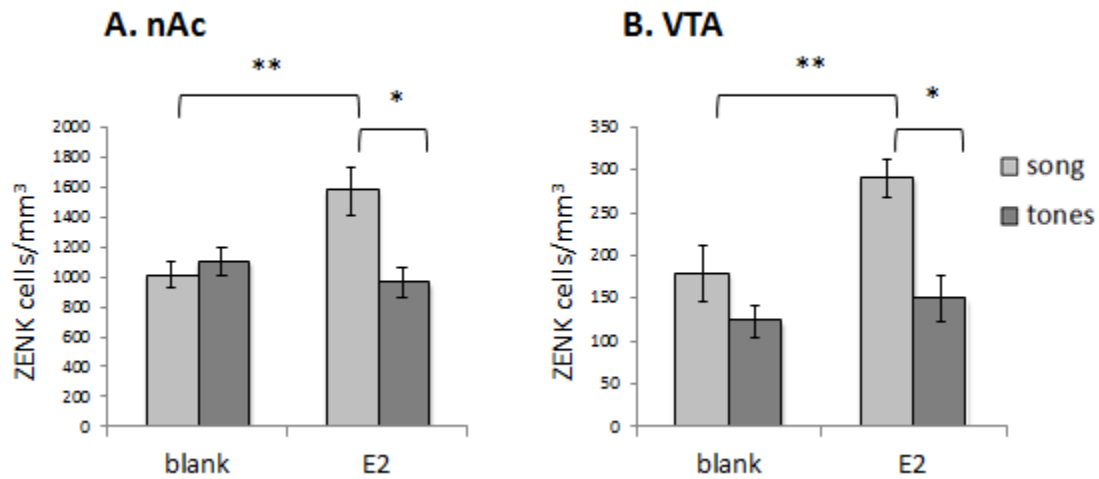 A. nAc
**
*
ZENK cells/mm³
2000
1800
1600
1400
1200
1000
800
600
400
200
0
blank E2
B. VTA
**
*
ZENK cells/mm³
350
300
250
200
150
100
50
0
blank E2
song
tones